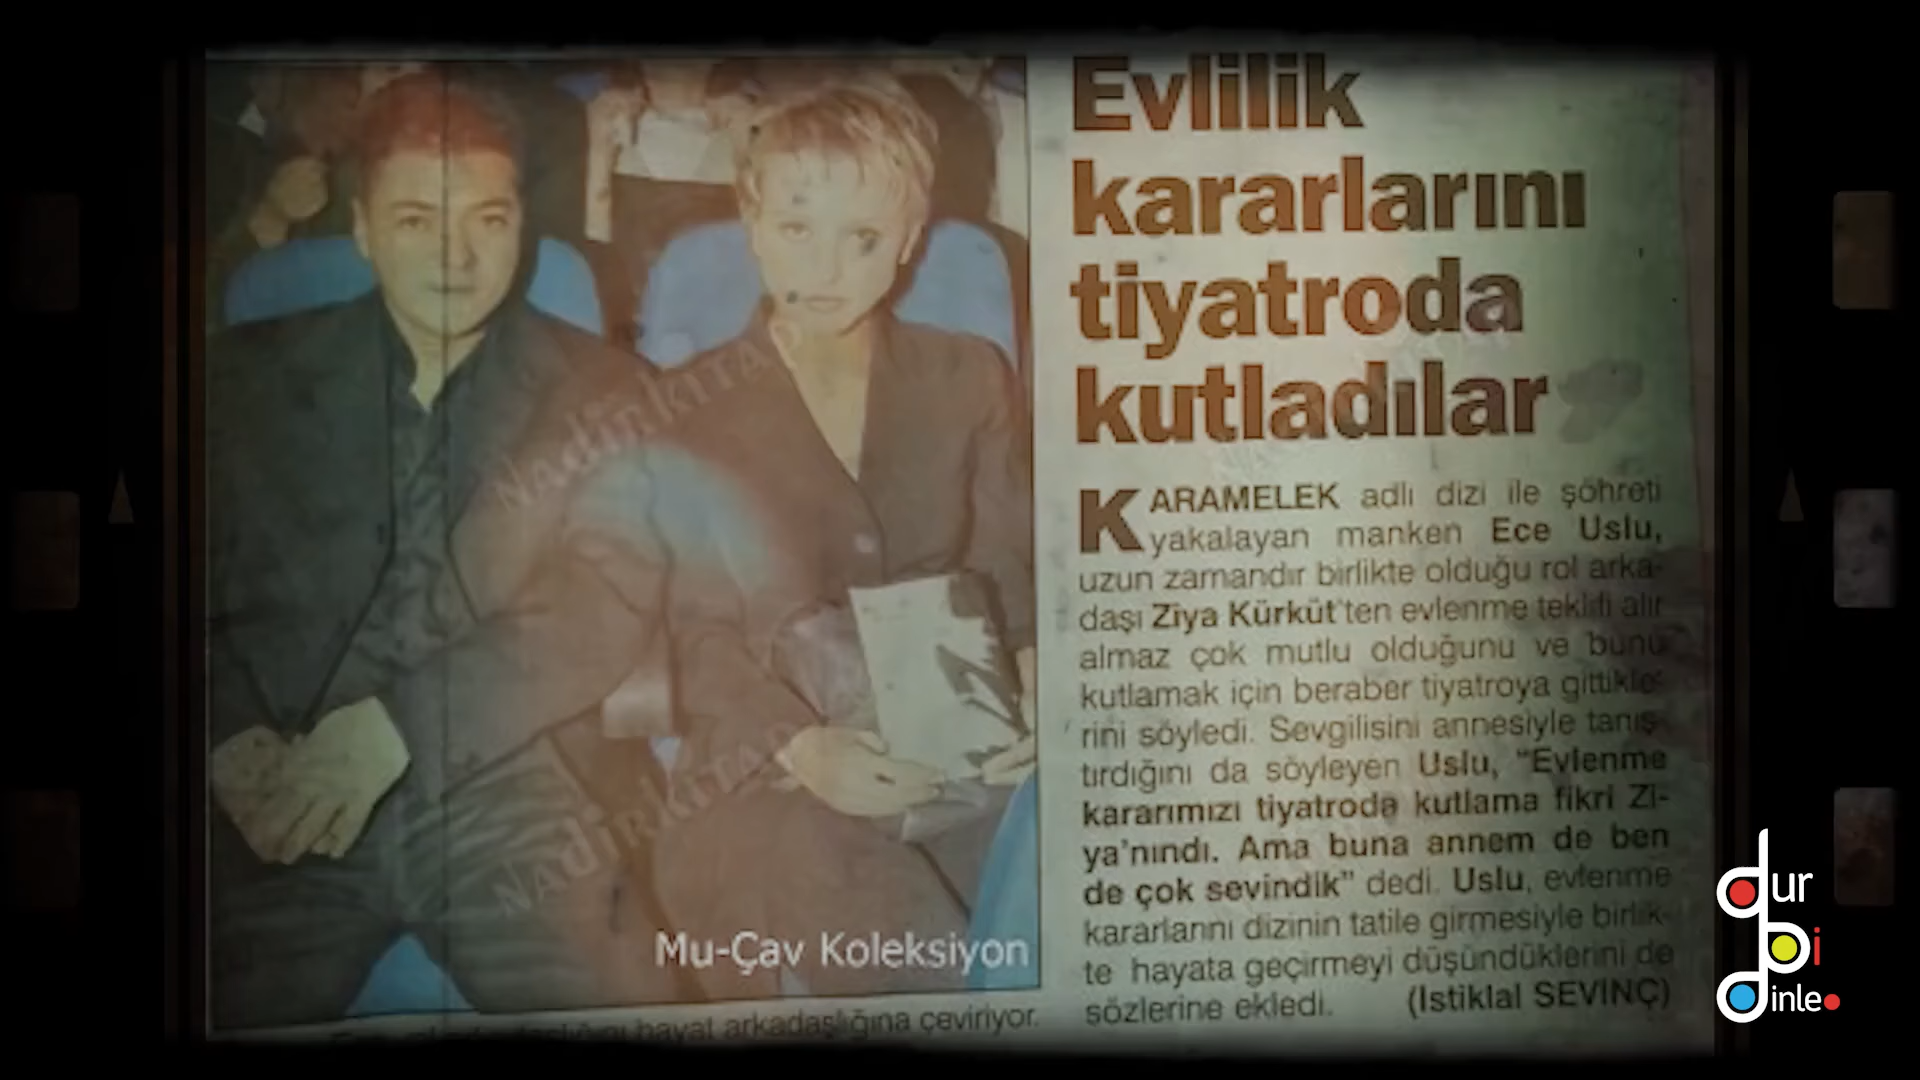 Evlilik
kararlarını
tiyatroda
kutladılar
KARAMELEK adlı dizi ile şöhreti
yakalayan manken Ece Uslu,
uzun zamandır birlikte olduğu rol arka-
daşı Ziya Kürküt'ten evlenme teklifi alır
almaz çok mutlu olduğunu ve bunu
kutlamak için beraber tiyatroya gittikle-
rini söyledi. Sevgilisini annesiyle tanış-
tırdığını da söyleyen Uslu, "Evlenme
kararımızı tiyatroda kutlama fikri Zi-
ya'nındı. Ama buna annem de ben
de çok sevindik" dedi. Uslu, evlenme
kararlarını dizinin tatile girmesiyle birlik-
te hayata geçirmeyi düşündüklerini de
sözlerine ekledi. (Istiklal SEVİNÇ)
hayat arkadaşlığına çeviriyor.
Mu-Çav Koleksiyon
NadirKitap
NadirKitap
dur
bi
dinle